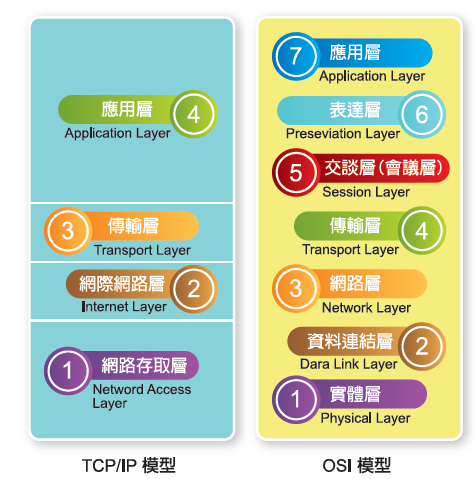 應用層
4
Application Layer
傳輸層
3
Transport Layer
網際網路層
2
Internet Layer
1
網路存取層
Netword Access
Layer
TCP/IP 模型
7
應用層
Application Layer
表達層
6
Preseviation Layer
5
交談層(會議層)
Session Layer
傳輸層
4
Transport Layer
3
網路層
Network Layer
資料連結層
2
Dara Link Layer
1
實體層
Physical Layer
OSI 模型